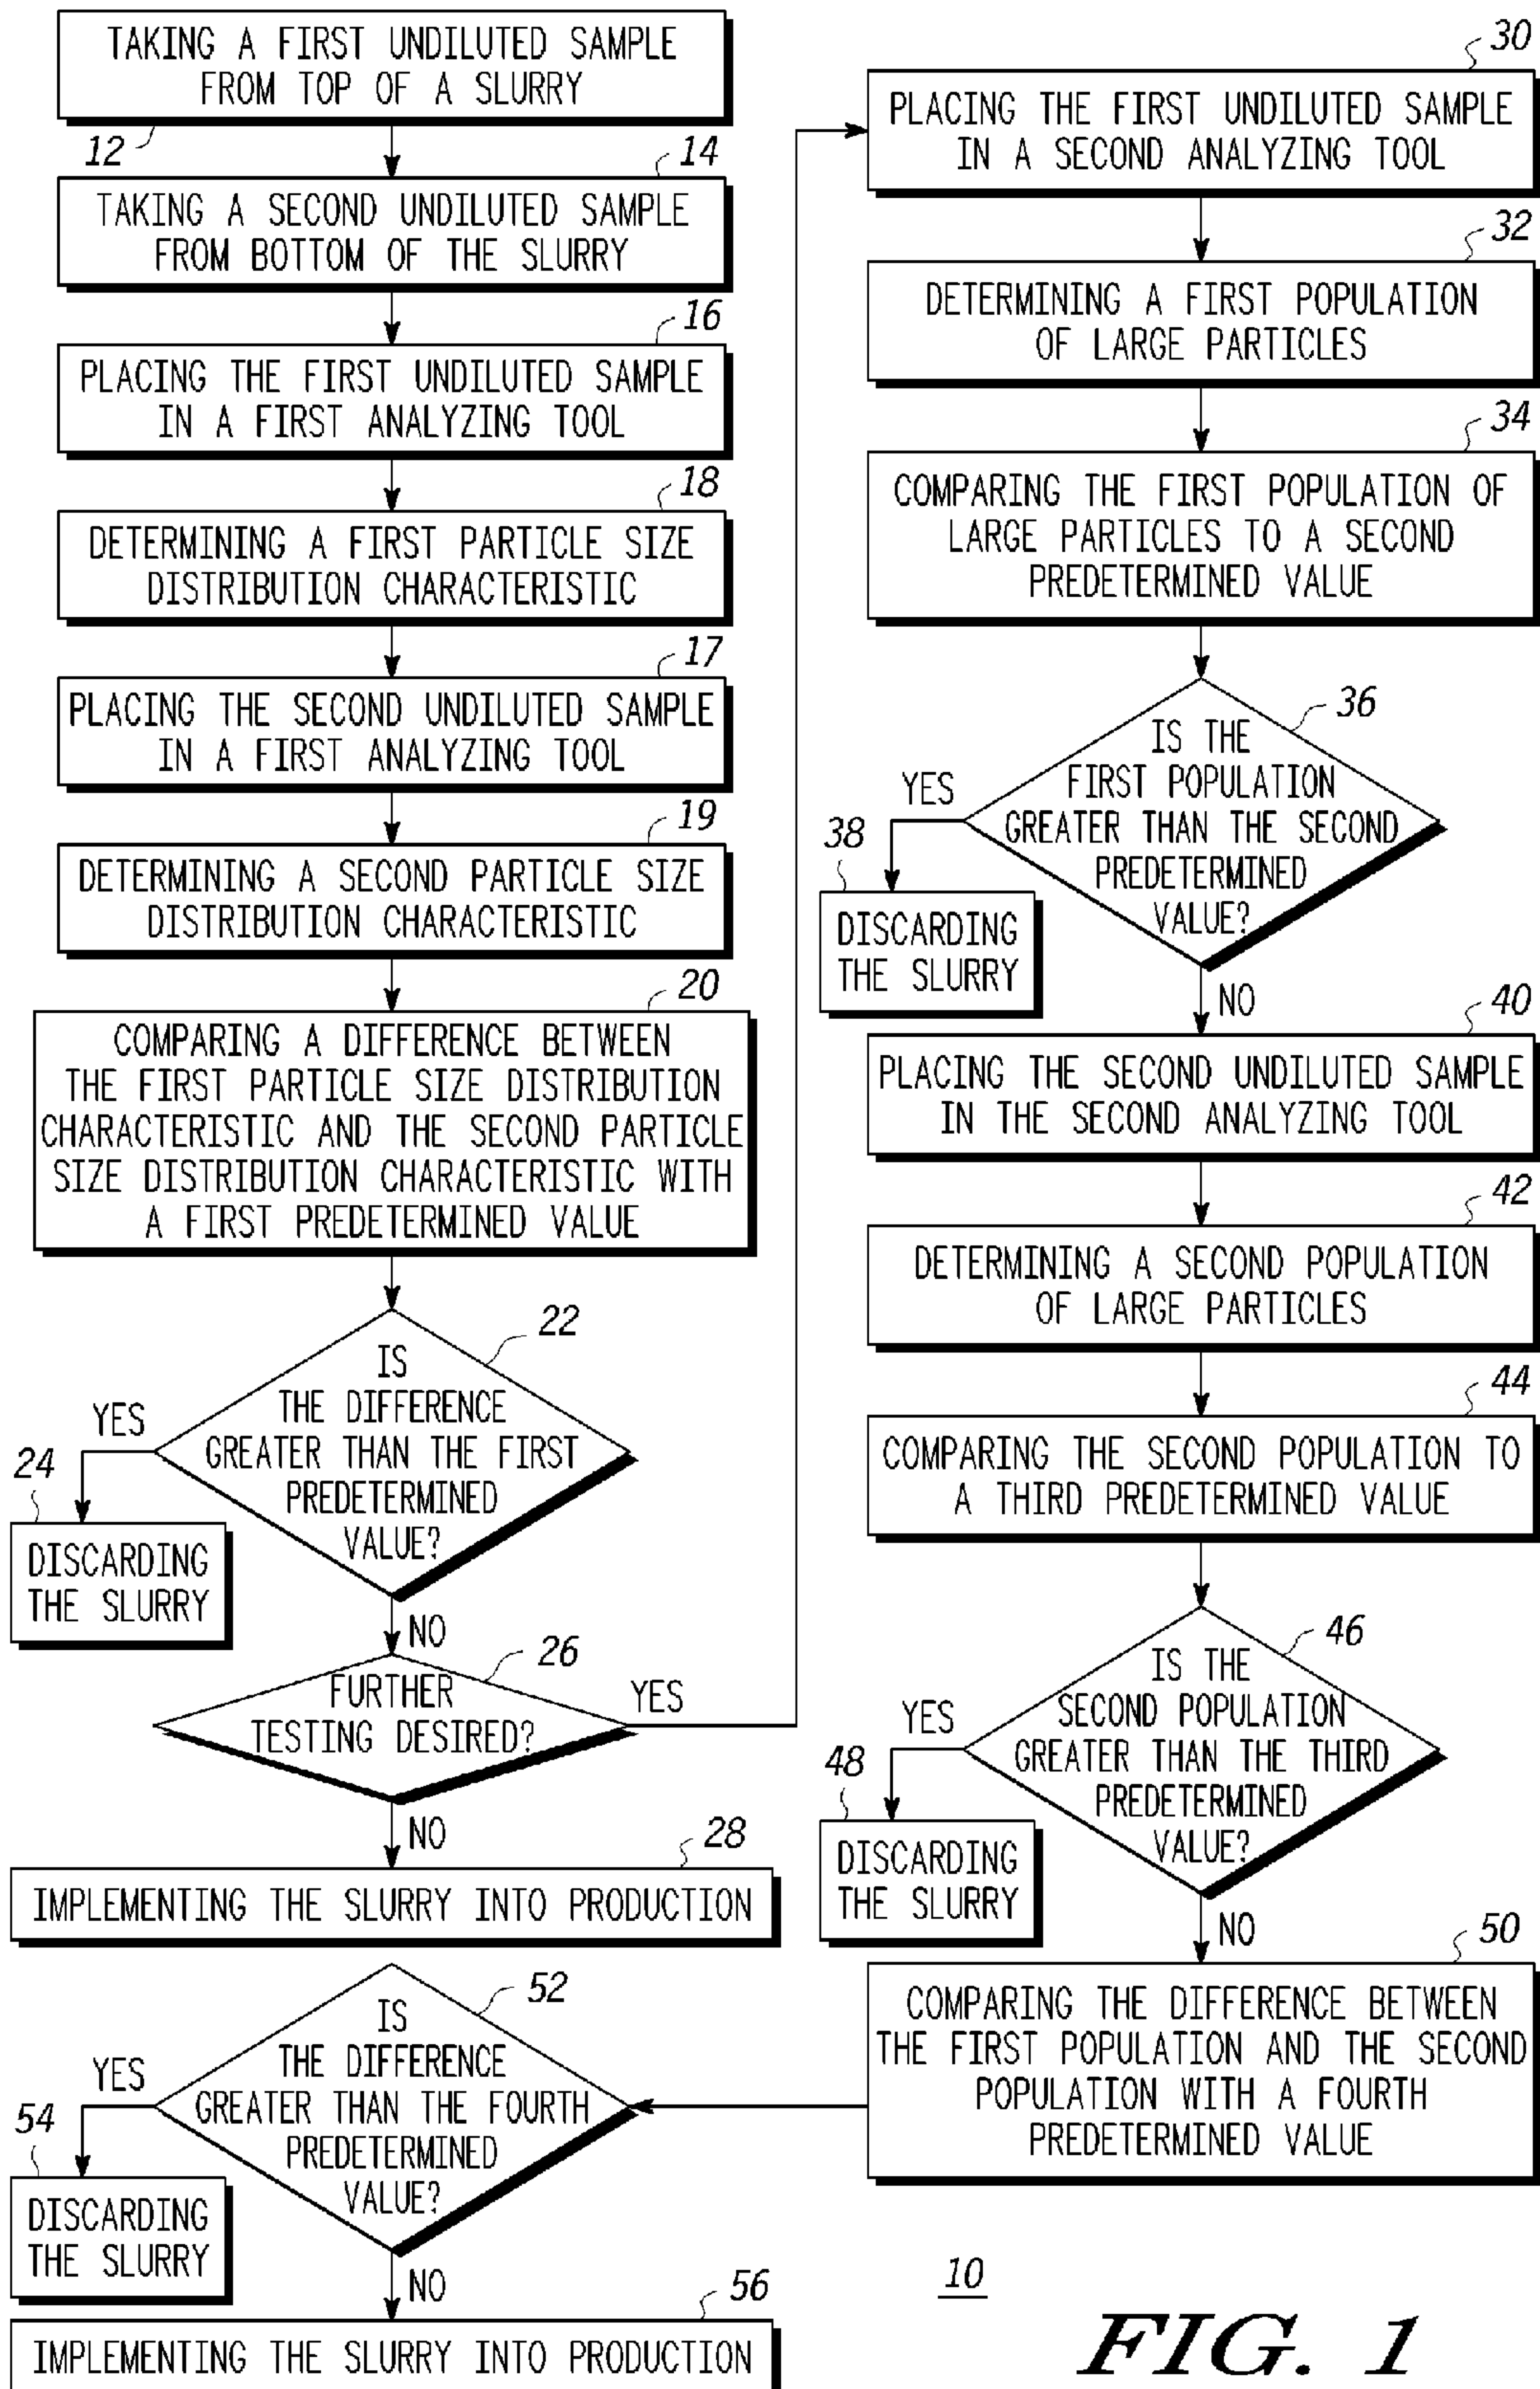 TAKING A FIRST UNDILUTED SAMPLE
FROM TOP OF A SLURRY
12
14
TAKING A SECOND UNDILUTED SAMPLE
FROM BOTTOM OF THE SLURRY
16
PLACING THE FIRST UNDILUTED SAMPLE
IN A FIRST ANALYZING TOOL
18
DETERMINING A FIRST PARTICLE SIZE
DISTRIBUTION CHARACTERISTIC
17
PLACING THE SECOND UNDILUTED SAMPLE
IN A FIRST ANALYZING TOOL
19
DETERMINING A SECOND PARTICLE SIZE
DISTRIBUTION CHARACTERISTIC
20
COMPARING A DIFFERENCE BETWEEN
THE FIRST PARTICLE SIZE DISTRIBUTION
CHARACTERISTIC AND THE SECOND PARTICLE
SIZE DISTRIBUTION CHARACTERISTIC WITH
A FIRST PREDETERMINED VALUE
22
IS
THE DIFFERENCE
GREATER THAN THE FIRST
PREDETERMINED
VALUE?
YES
24
DISCARDING
THE SLURRY
NO
26
FURTHER
TESTING DESIRED?
YES
NO
28
IMPLEMENTING THE SLURRY INTO PRODUCTION
30
PLACING THE FIRST UNDILUTED SAMPLE
IN A SECOND ANALYZING TOOL
32
DETERMINING A FIRST POPULATION
OF LARGE PARTICLES
34
COMPARING THE FIRST POPULATION OF
LARGE PARTICLES TO A SECOND
PREDETERMINED VALUE
36
IS THE
FIRST POPULATION
GREATER THAN THE SECOND
PREDETERMINED
VALUE?
YES
38
DISCARDING
THE SLURRY
NO
40
PLACING THE SECOND UNDILUTED SAMPLE
IN THE SECOND ANALYZING TOOL
42
DETERMINING A SECOND POPULATION
OF LARGE PARTICLES
44
COMPARING THE SECOND POPULATION TO
A THIRD PREDETERMINED VALUE
46
IS THE
SECOND POPULATION
GREATER THAN THE THIRD
PREDETERMINED
VALUE?
YES
48
DISCARDING
THE SLURRY
NO
50
COMPARING THE DIFFERENCE BETWEEN
THE FIRST POPULATION AND THE SECOND
POPULATION WITH A FOURTH
PREDETERMINED VALUE
52
IS
THE DIFFERENCE
GREATER THAN THE FOURTH
PREDETERMINED
VALUE?
YES
54
DISCARDING
THE SLURRY
NO
56
IMPLEMENTING THE SLURRY INTO PRODUCTION
10
FIG. 1